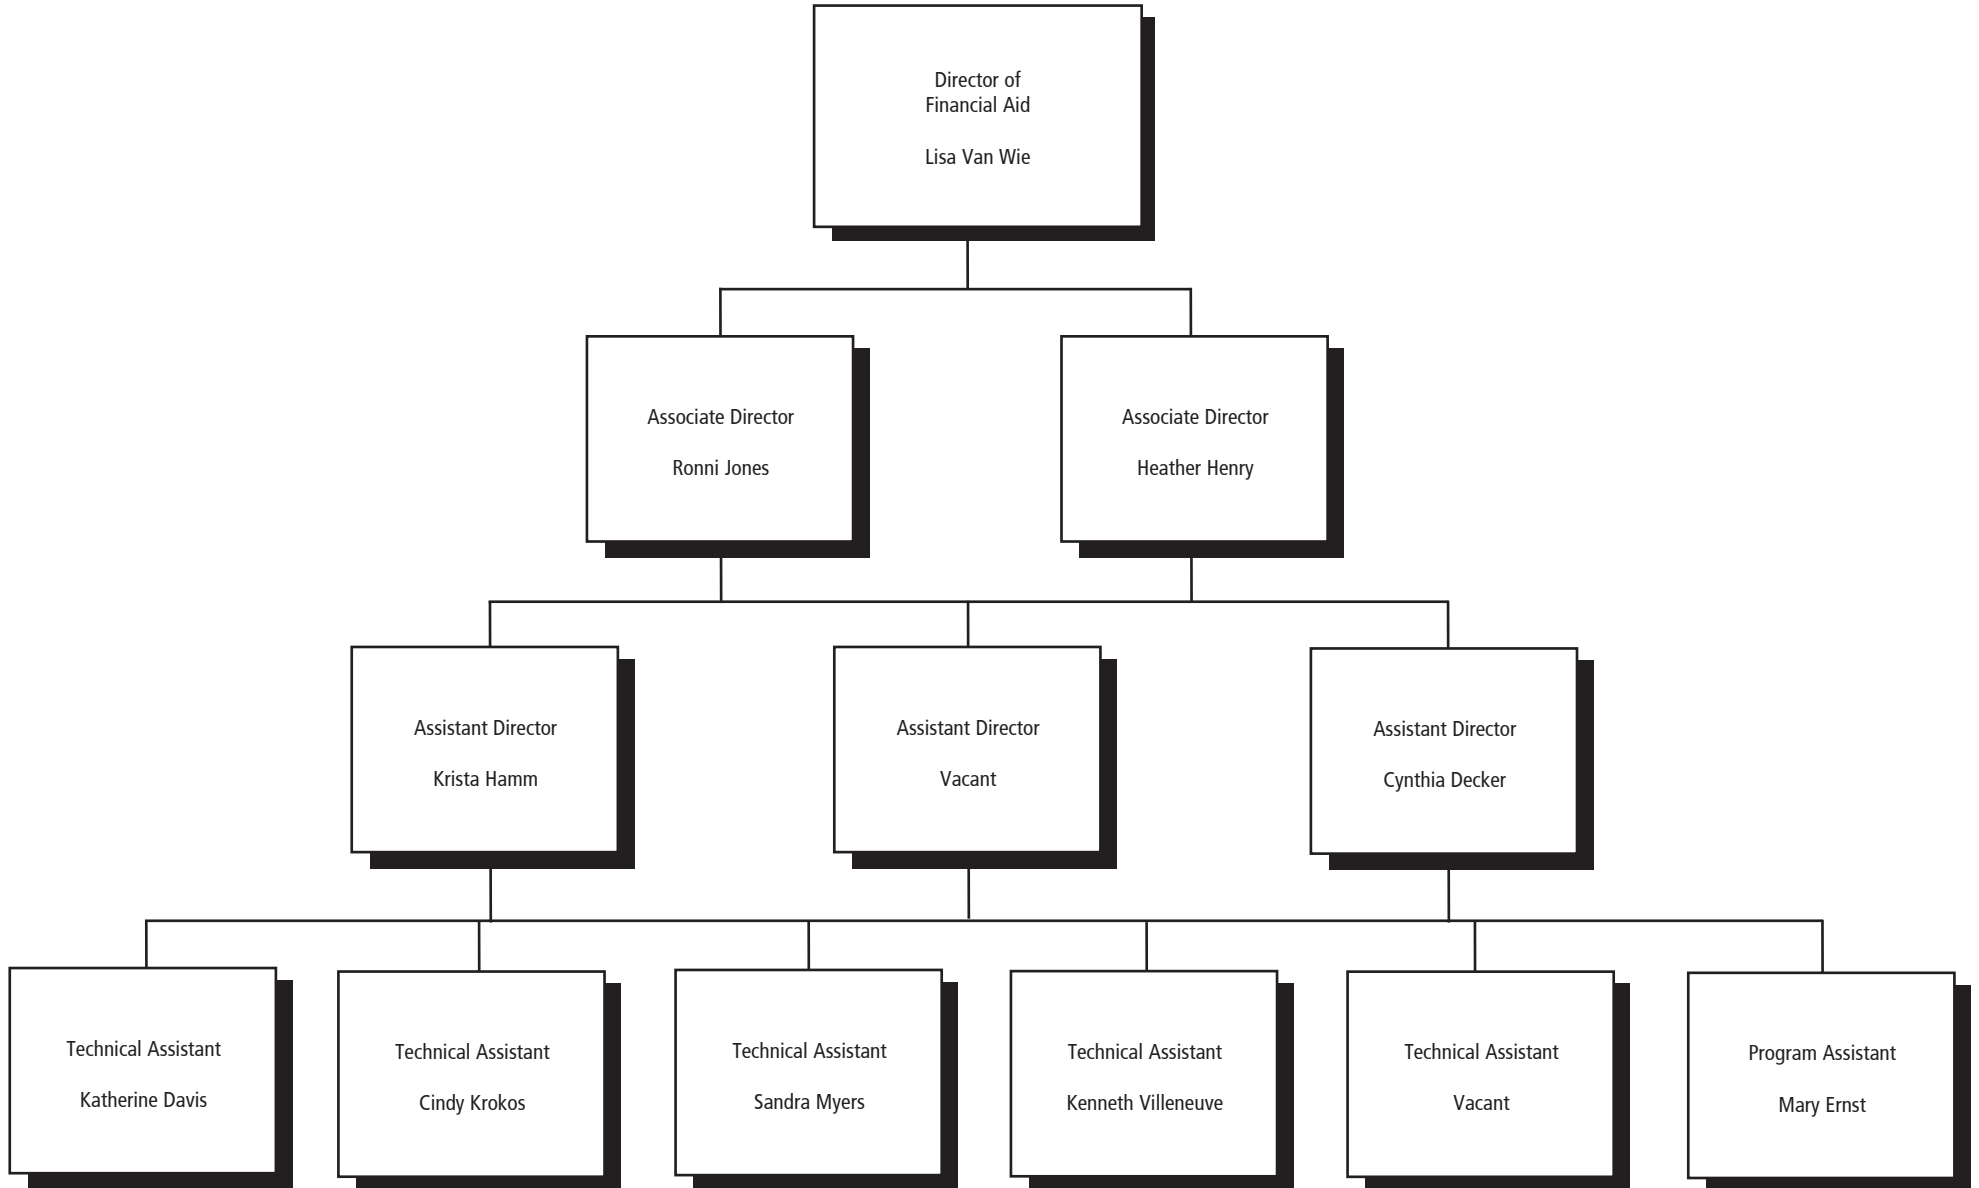 Director of
Financial Aid
Lisa Van Wie
Associate Director
Ronni Jones
Associate Director
Heather Henry
Assistant Director
Krista Hamm
Assistant Director
Vacant
Assistant Director
Cynthia Decker
Technical Assistant
Katherine Davis
Technical Assistant
Cindy Krokos
Technical Assistant
Sandra Myers
Technical Assistant
Kenneth Villeneuve
Technical Assistant
Vacant
Program Assistant
Mary Ernst